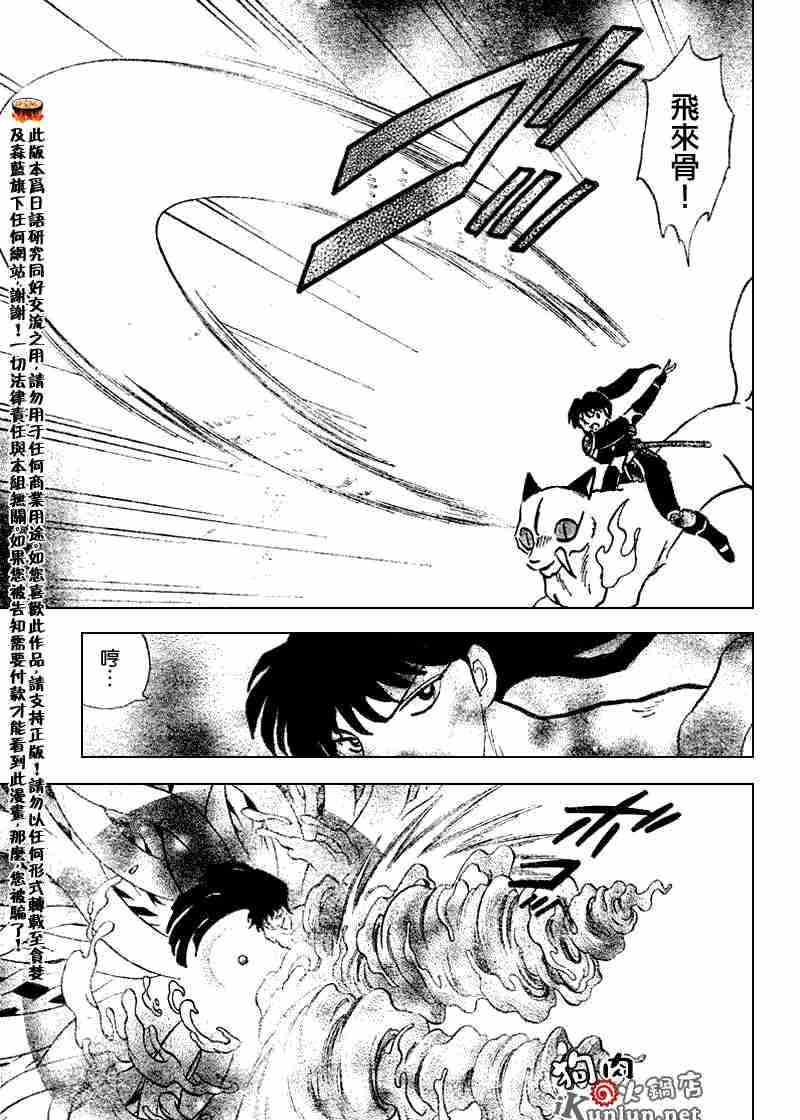 飛來骨！
哼…
此版本爲日語研究同好交流之用，請勿用于任何商業用途。如您喜歡此作品，請支持正版！請勿以任何形式轉載至貪婪
及森藍旗下任何網站，謝謝！一切法律責任與本組無關。如果您被告知需要付款才能看到此漫畫，那麽，您被騙了！
狗肉
火鍋店
iKunlun.net